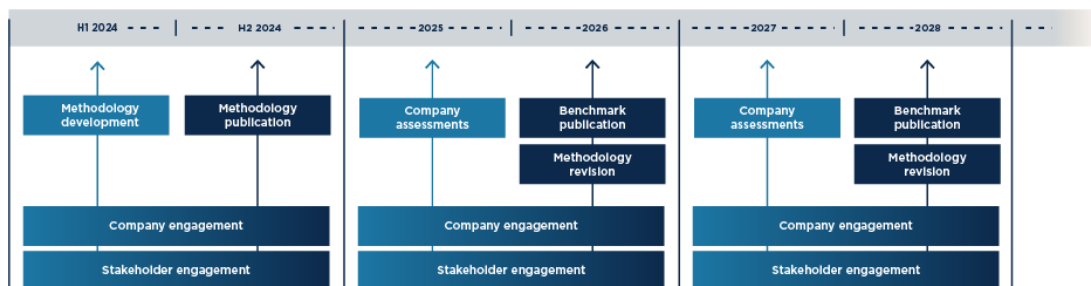 H1 2024 H2 2024 2025 2026 2027 2028
Methodology
development
Methodology
publication
Company
assessments
Benchmark
publication
Methodology
revision
Company
assessments
Benchmark
publication
Methodology
revision
Company engagement
Company engagement
Company engagement
Stakeholder engagement
Stakeholder engagement
Stakeholder engagement